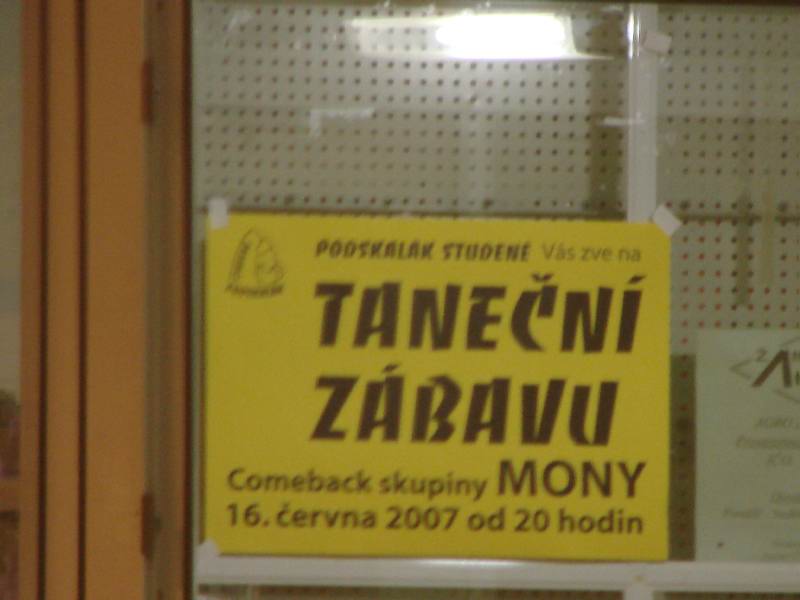 PODSKALÁK STUDENÉ Vás zve na
TANEČNÍ
ZÁBAVU
Comeback skupiny MONY
16. června 2007 od 20 hodin